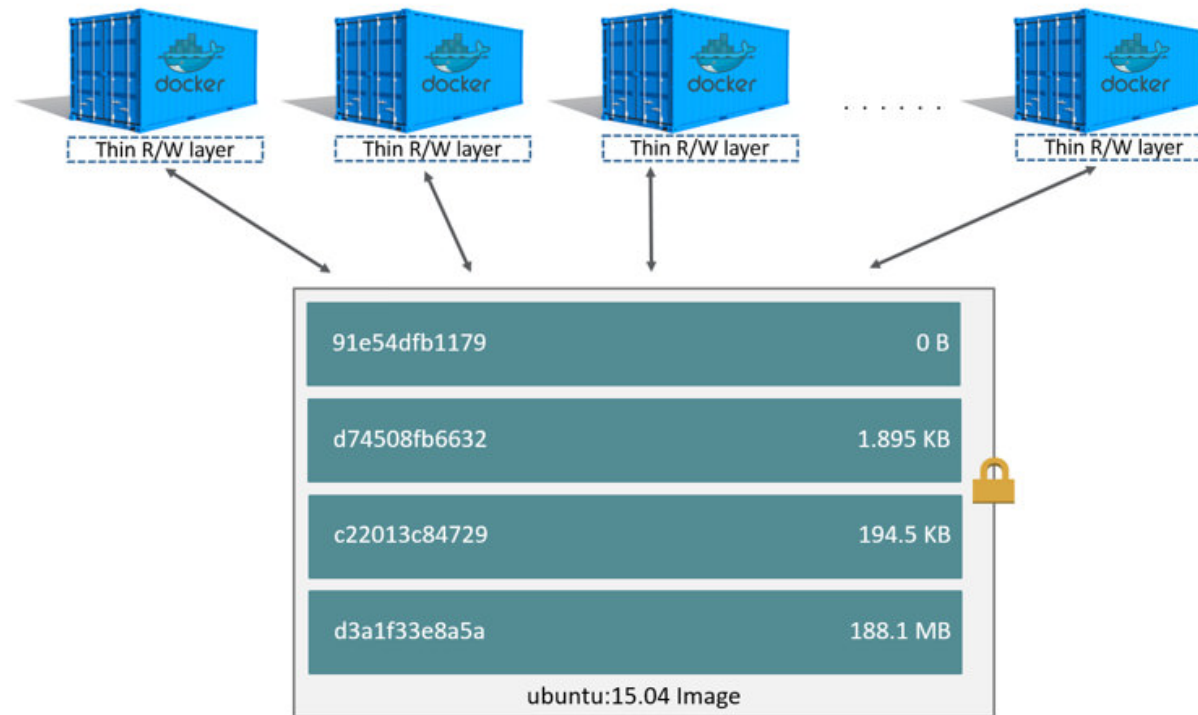 docker docker docker docker
Thin R/W layer Thin R/W layer Thin R/W layer Thin R/W layer
91e54dfb1179 0 B
d74508fb6632 1.895 KB
c22013c84729 194.5 KB
d3a1f33e8a5a 188.1 MB
ubuntu:15.04 Image